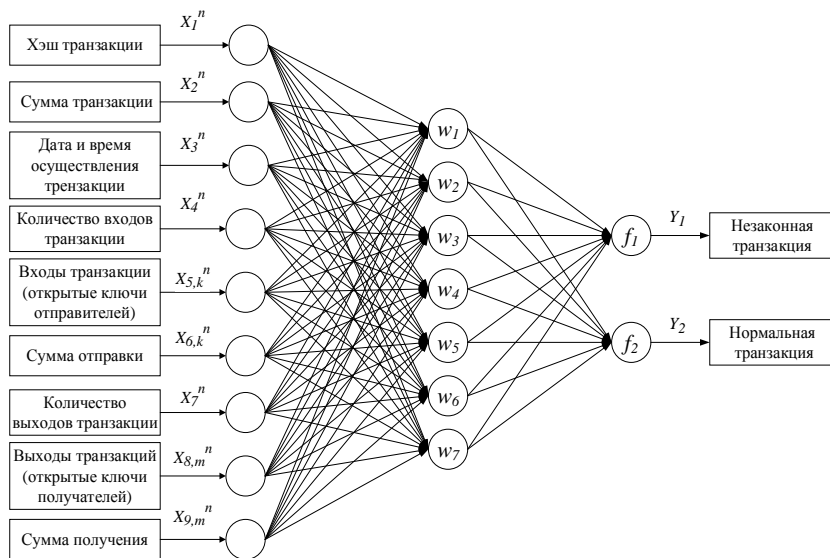 Хэш транзакции
X₁ⁿ
Сумма транзакции
X₂ⁿ
Дата и время
осуществления
трензакции
X₃ⁿ
Количество входов
транзакции
X₄ⁿ
Входы транзакции
(открытые ключи
отправителей)
X₅,ₖⁿ
Сумма отправки
X₆,ₖⁿ
Количество
выходов транзакции
X₇ⁿ
Выходы транзакций
(открытые ключи
получателей)
X₈,ₘⁿ
Сумма получения
X₉,ₘⁿ
w₁
w₂
w₃
w₄
w₅
w₆
w₇
f₁
f₂
Y₁
Незаконная
транзакция
Y₂
Нормальная
транзакция